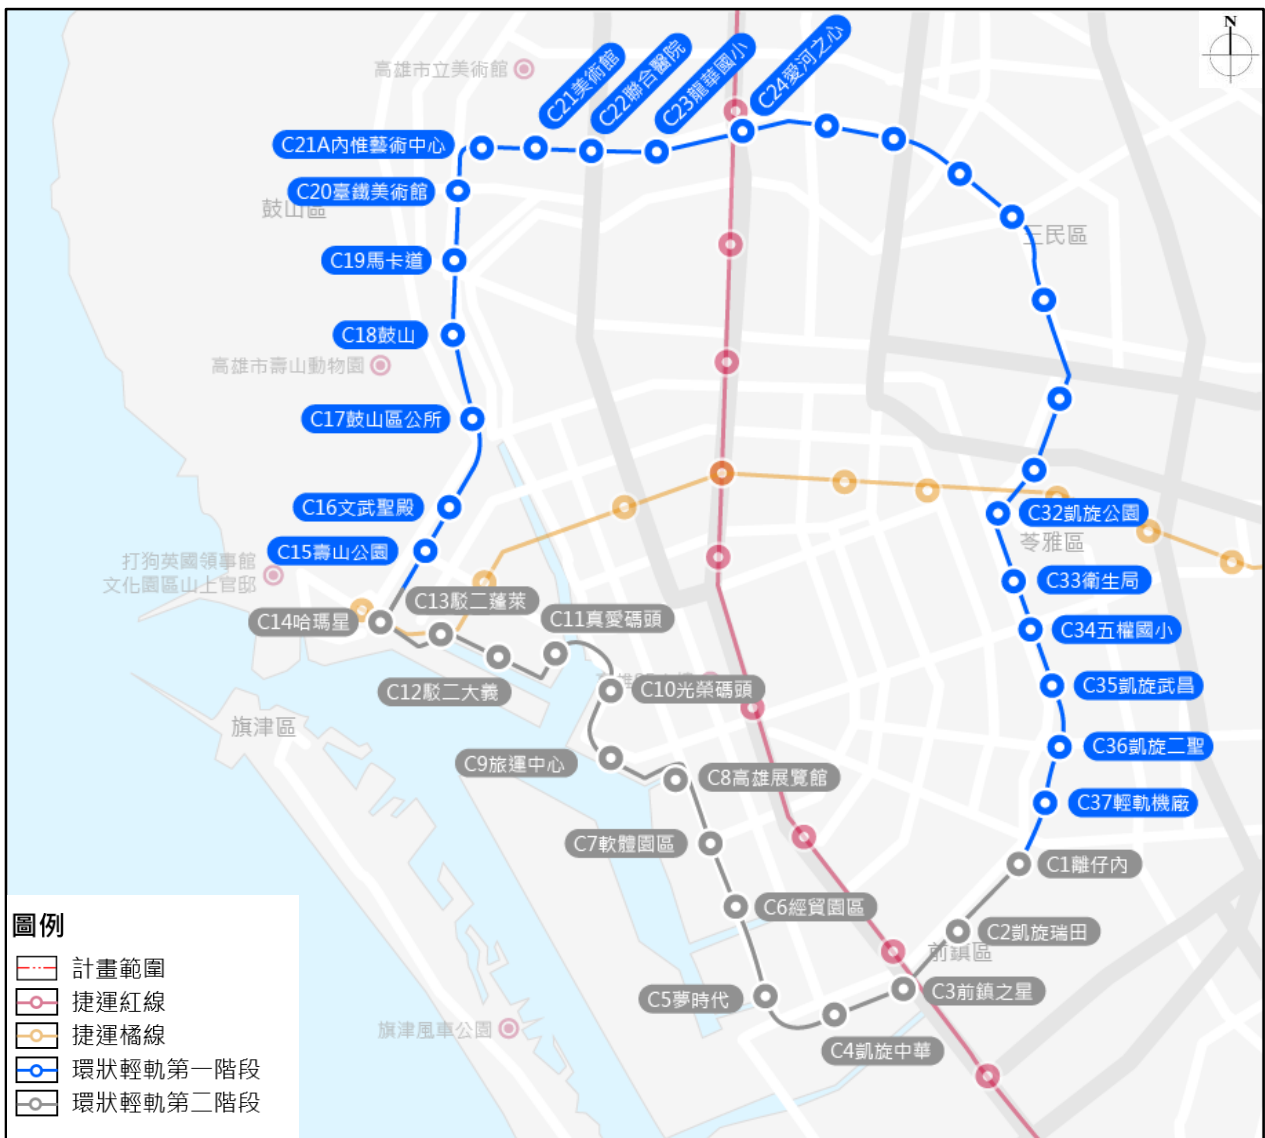 N
高雄市立美術館
C21美術館
C22聯合醫院
C23龍華國小
C24愛河之心
C21A內惟藝術中心
C20臺鐵美術館
鼓山區
三民區
C19馬卡道
C18鼓山
高雄市壽山動物園
C17鼓山區公所
C16文武聖殿
C32凱旋公園
苓雅區
C15壽山公園
打狗英國領事館
文化園區山上官邸
C33衛生局
C13駁二蓬萊
C14哈瑪星
C11真愛碼頭
C34五權國小
C12駁二大義
C10光榮碼頭
C35凱旋武昌
旗津區
C36凱旋二聖
C9旅運中心
C8高雄展覽館
C37輕軌機廠
C7軟體園區
C1籬仔內
C6經貿園區
C2凱旋瑞田
前鎮區
C5夢時代
C3前鎮之星
旗津風車公園
C4凱旋中華
圖例
計畫範圍
捷運紅線
捷運橘線
環狀輕軌第一階段
環狀輕軌第二階段